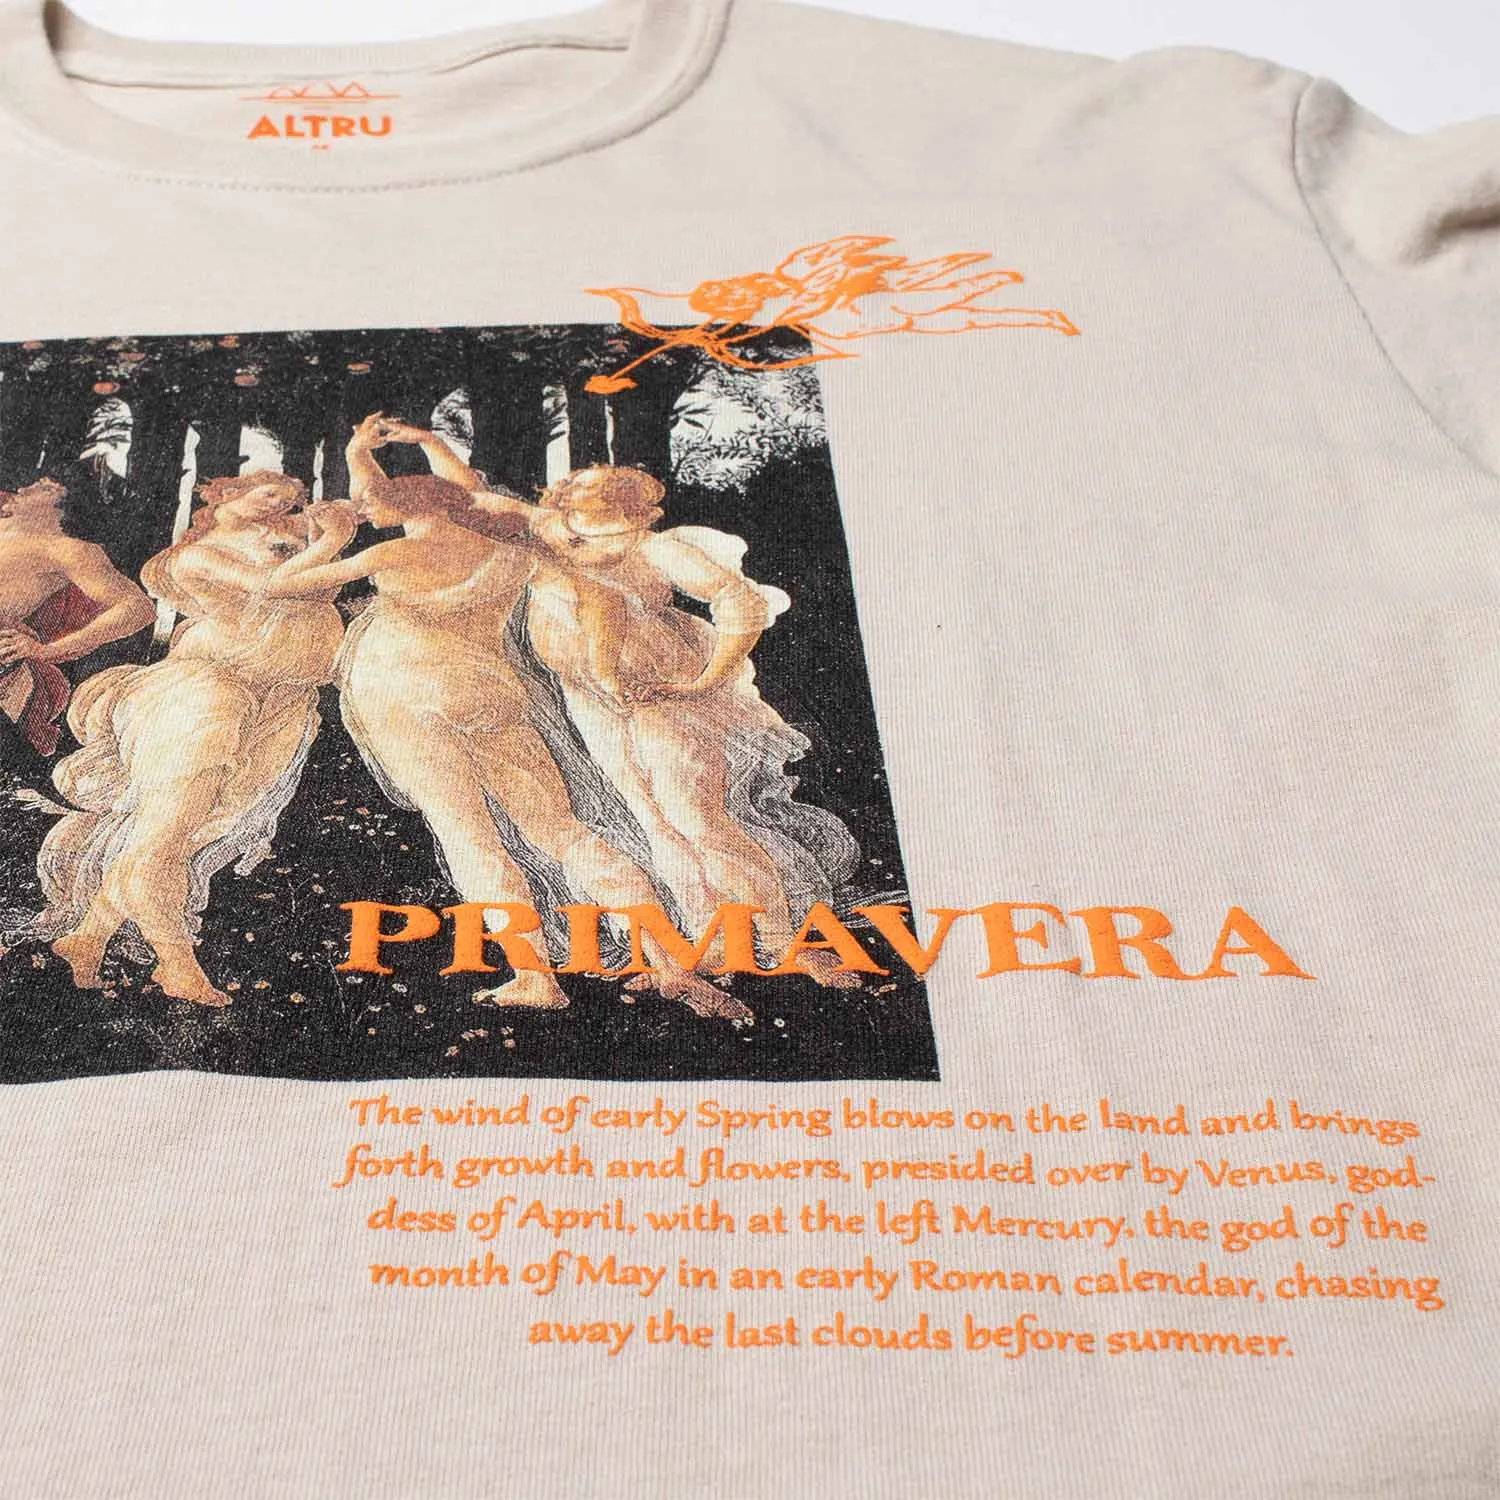 ALTRU
PRIMAVERA
The wind of early Spring blows on the land and brings
forth growth and flowers, presided over by Venus, god-
dess of April, with at the left Mercury, the god of the
month of May in an early Roman calendar, chasing
away the last clouds before summer.